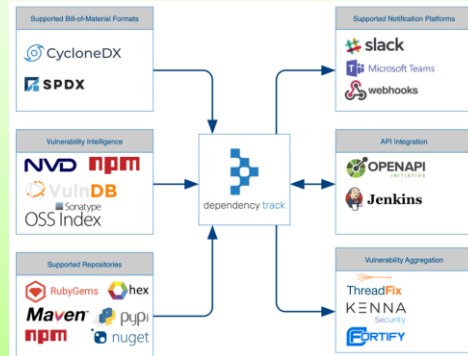 Supported Bill-of-Material Formats
CycloneDX
SPDX
Vulnerability Intelligence
NVD npm
VulnDB
Sonatype
OSS Index
Supported Repositories
RubyGems hex
Maven pypi
npm nuget
dependency track
Supported Notification Platforms
slack
Microsoft Teams
webhooks
API Integration
OPENAPI
INITIATIVE
Jenkins
Vulnerability Aggregation
ThreadFix
KENNA
Security
FORTIFY